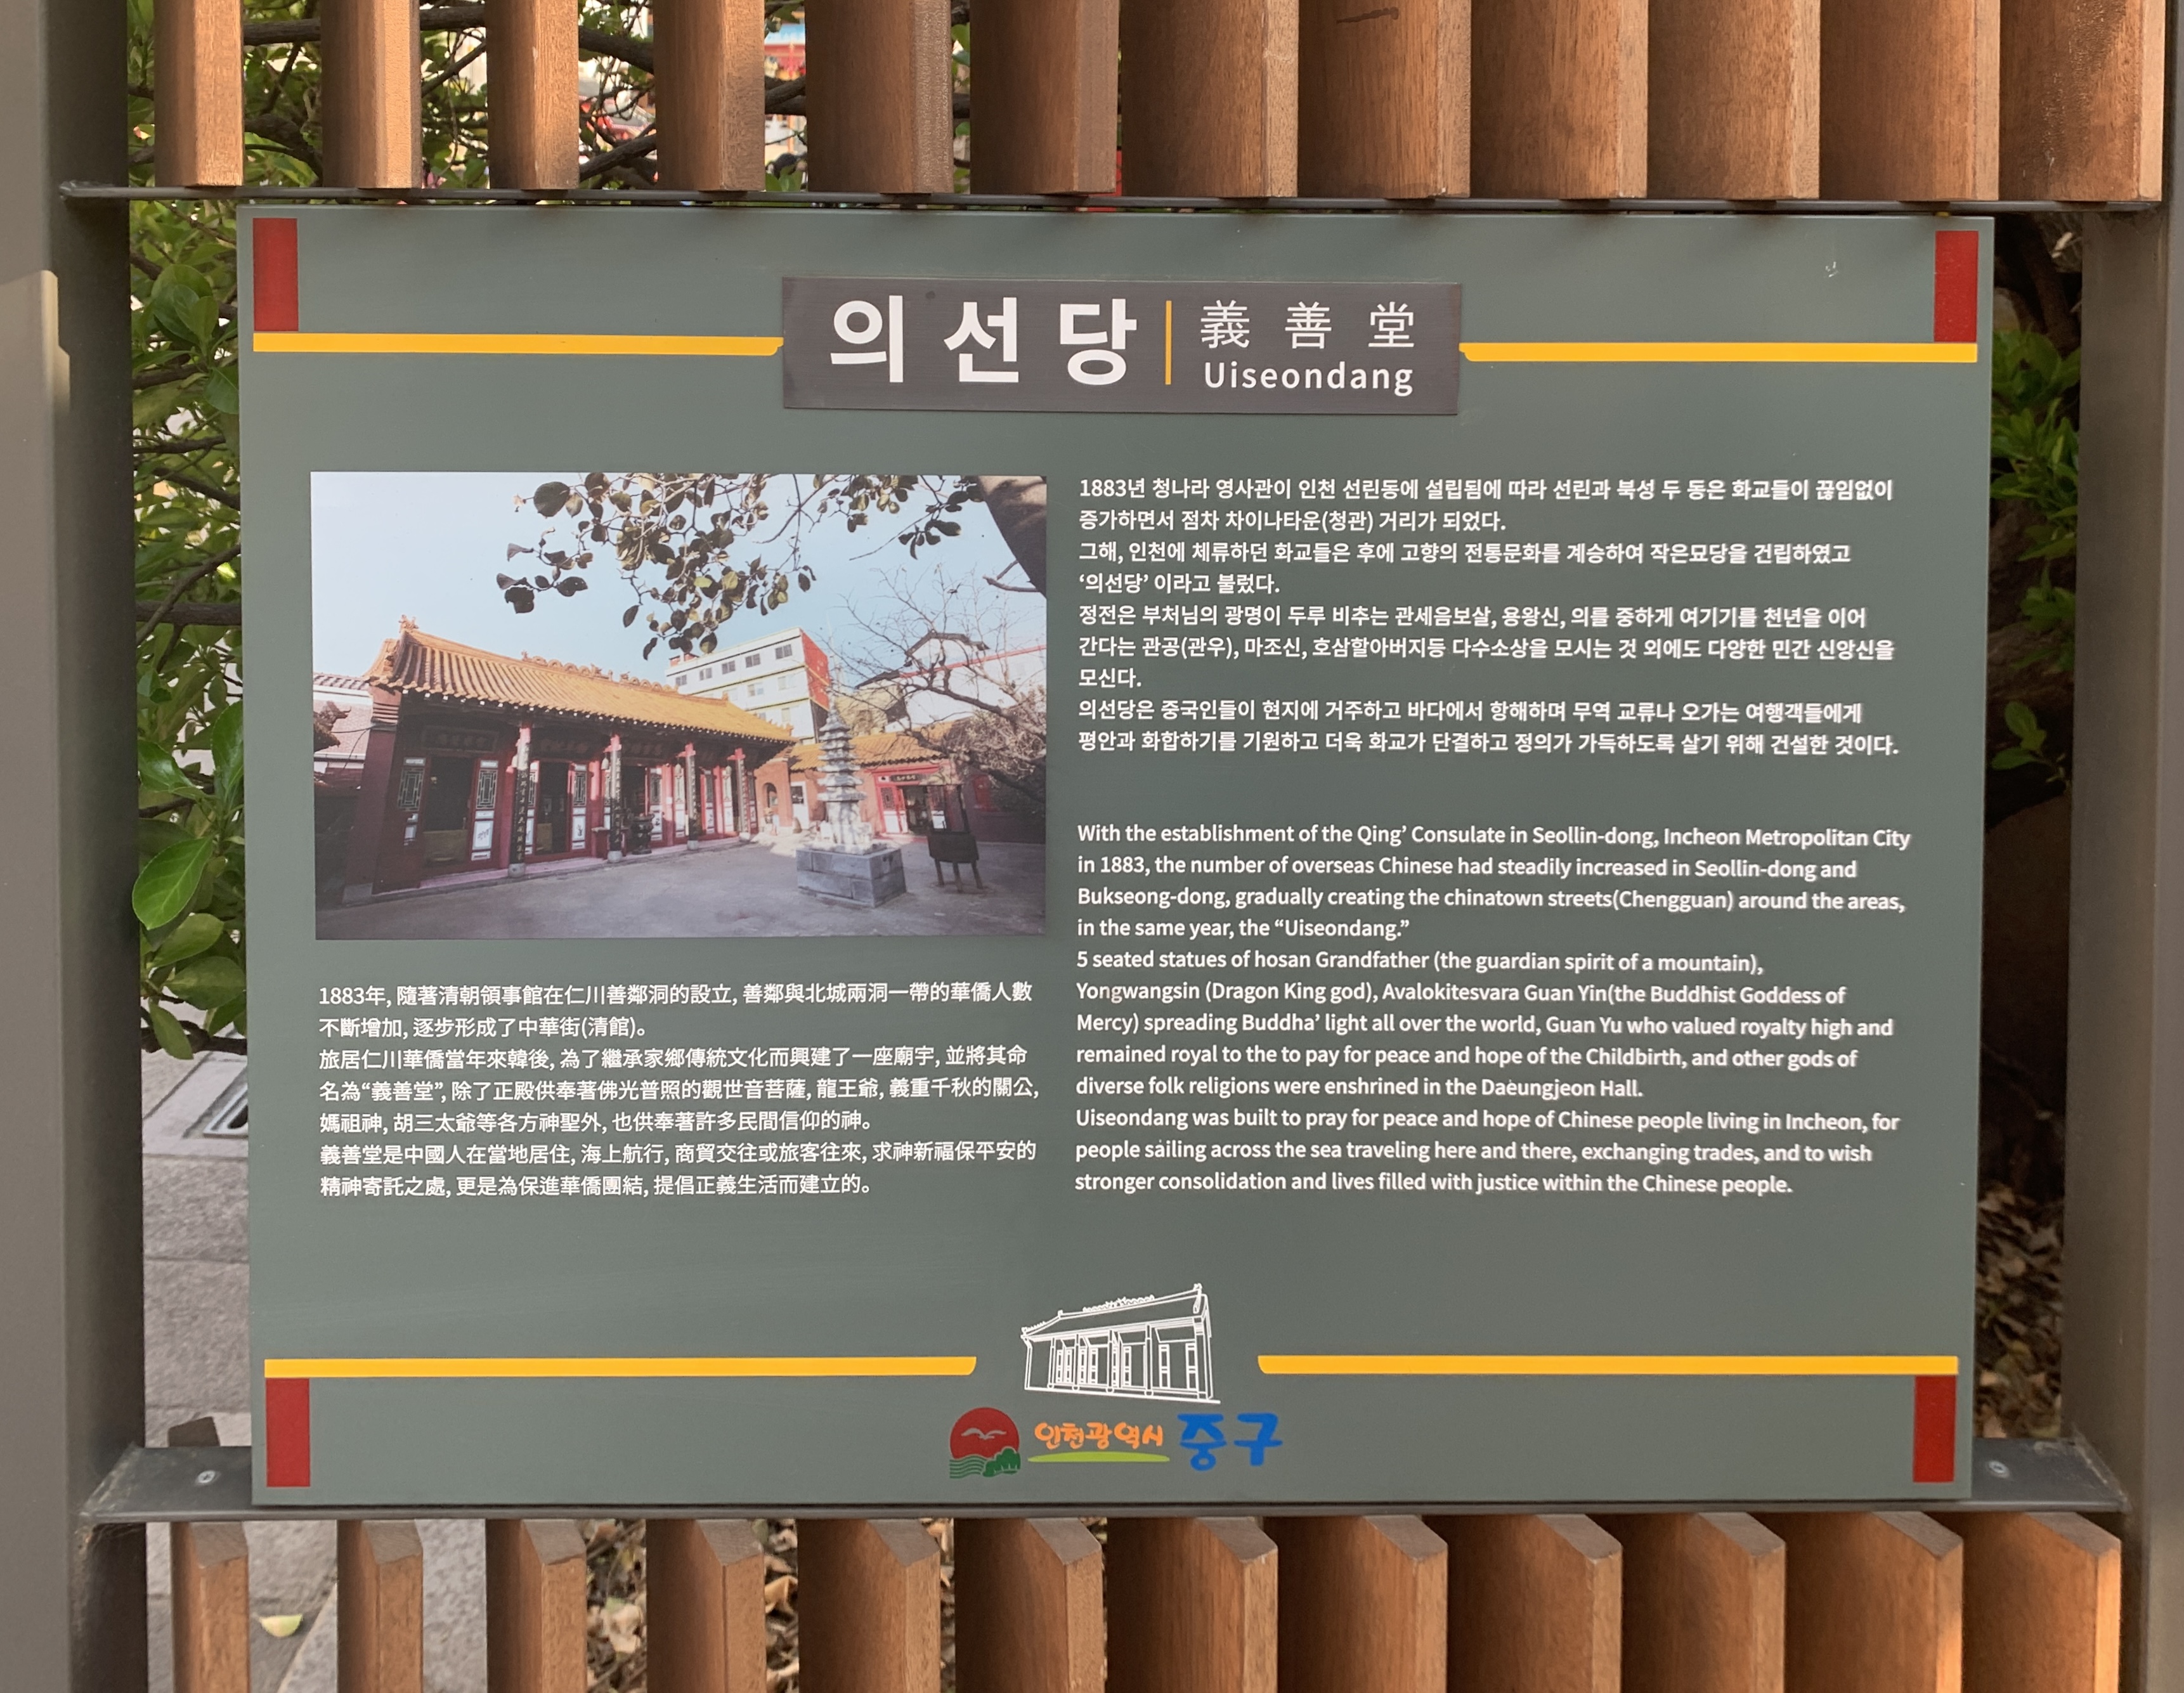 의선당
義善堂
Uiseondang
1883년 청나라 영사관이 인천 선린동에 설립됨에 따라 선린과 북성 두 동은 화교들이 끊임없이
증가하면서 점차 차이나타운(청관) 거리가 되었다.
그해, 인천에 체류하던 화교들은 후에 고향의 전통문화를 계승하여 작은묘당을 건립하였고
‘의선당’ 이라고 불렀다.
정전은 부처님의 광명이 두루 비추는 관세음보살, 용왕신, 의를 중하게 여기기를 천년을 이어
간다는 관공(관우), 마조신, 호삼할아버지등 다수소상을 모시는 것 외에도 다양한 민간 신앙신을
모신다.
의선당은 중국인들이 현지에 거주하고 바다에서 항해하며 무역 교류나 오가는 여행객들에게
평안과 화합하기를 기원하고 더욱 화교가 단결하고 정의가 가득하도록 살기 위해 건설한 것이다.
With the establishment of the Qing’ Consulate in Seollin-dong, Incheon Metropolitan City
in 1883, the number of overseas Chinese had steadily increased in Seollin-dong and
Bukseong-dong, gradually creating the chinatown streets(Chengguan) around the areas,
in the same year, the “Uiseondang.”
5 seated statues of hosan Grandfather (the guardian spirit of a mountain),
Yongwangsin (Dragon King god), Avalokitesvara Guan Yin(the Buddhist Goddess of
Mercy) spreading Buddha’ light all over the world, Guan Yu who valued royalty high and
remained royal to the to pay for peace and hope of the Childbirth, and other gods of
diverse folk religions were enshrined in the Daeungjeon Hall.
Uiseondang was built to pray for peace and hope of Chinese people living in Incheon, for
people sailing across the sea traveling here and there, exchanging trades, and to wish
stronger consolidation and lives filled with justice within the Chinese people.
1883年, 隨著清朝領事館在仁川善鄰洞的設立, 善鄰與北城兩洞一帶的華僑人數
不斷增加, 逐步形成了中華街(清館)。
旅居仁川華僑當年來韓後, 為了繼承家鄉傳統文化而興建了一座廟宇, 並將其命
名為“義善堂”, 除了正殿供奉著佛光普照的觀世音菩薩, 龍王爺, 義重千秋的關公,
媽祖神, 胡三太爺等各方神聖外, 也供奉著許多民間信仰的神。
義善堂是中國人在當地居住, 海上航行, 商貿交往或旅客往來, 求神新福保平安的
精神寄託之處, 更是為保進華僑團結, 提倡正義生活而建立的。
인천광역시 중구